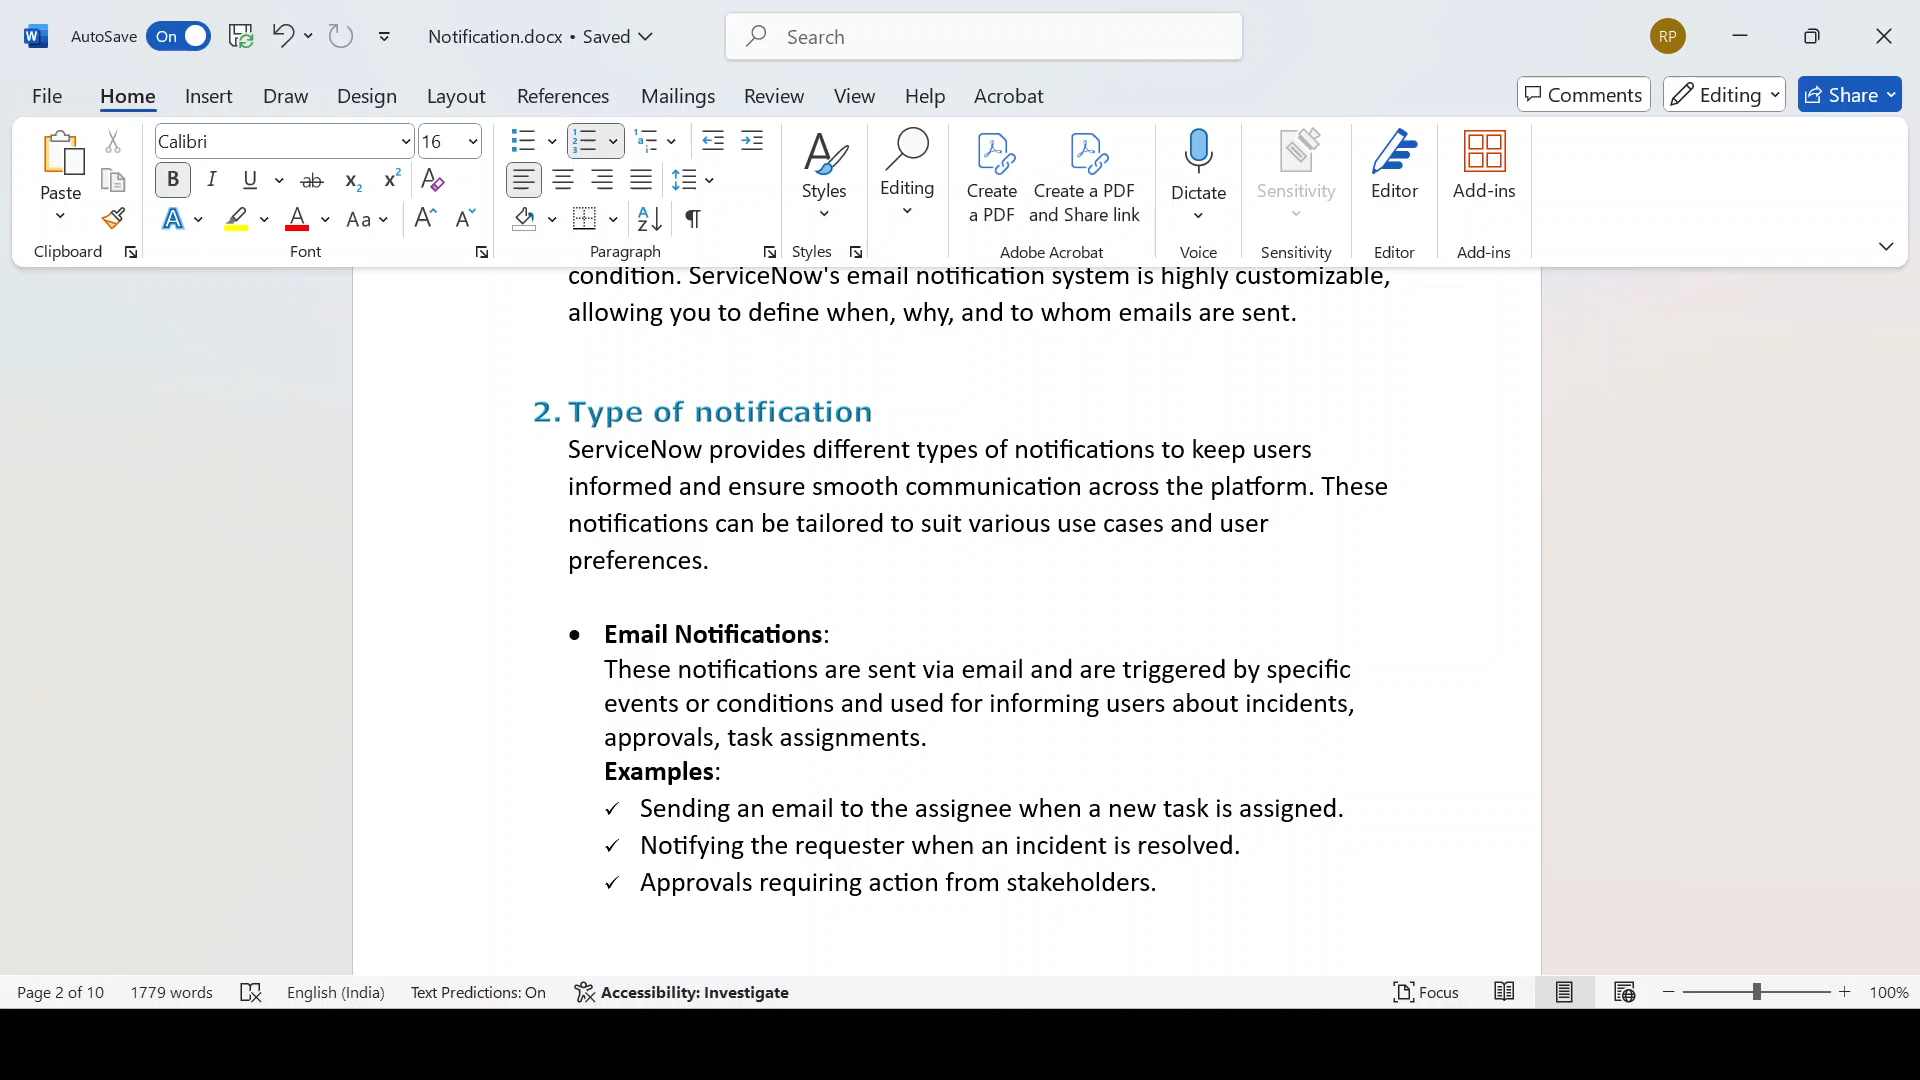 AutoSave On Notification.docx • Saved Search RP
File Home Insert Draw Design Layout References Mailings Review View Help Acrobat Comments Editing Share
Calibri 16
Paste Styles Editing Create a PDF Create a PDF and Share link Dictate Sensitivity Editor Add-ins
Clipboard Font Paragraph Styles Adobe Acrobat Voice Sensitivity Editor Add-ins
condition. ServiceNow's email notification system is highly customizable,
allowing you to define when, why, and to whom emails are sent.
2. Type of notification
ServiceNow provides different types of notifications to keep users
informed and ensure smooth communication across the platform. These
notifications can be tailored to suit various use cases and user
preferences.
• Email Notifications:
These notifications are sent via email and are triggered by specific
events or conditions and used for informing users about incidents,
approvals, task assignments.
Examples:
✓ Sending an email to the assignee when a new task is assigned.
✓ Notifying the requester when an incident is resolved.
✓ Approvals requiring action from stakeholders.
Page 2 of 10 1779 words English (India) Text Predictions: On Accessibility: Investigate Focus 100%